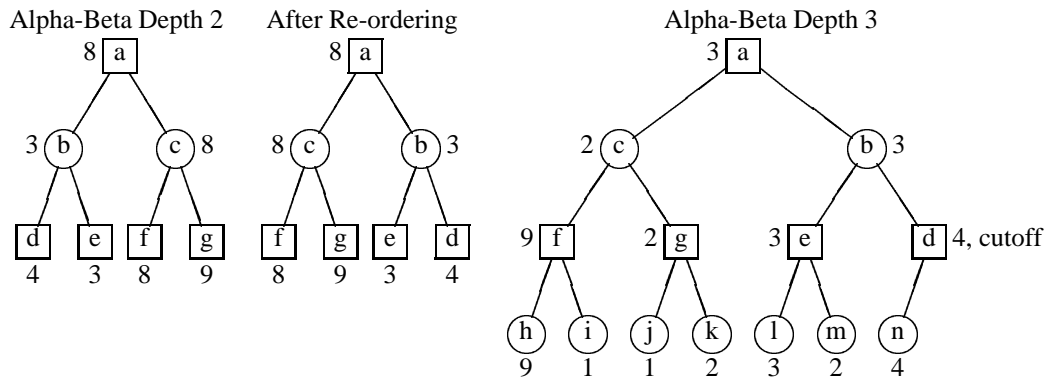 Alpha-Beta Depth 2 After Re-ordering Alpha-Beta Depth 3
8 a 8 a 3 a
3 b c 8 8 c b 3 2 c b 3
d e f g f g e d 9 f 2 g 3 e d 4, cutoff
4 3 8 9 8 9 3 4
h i j k l m n
9 1 1 2 3 2 4